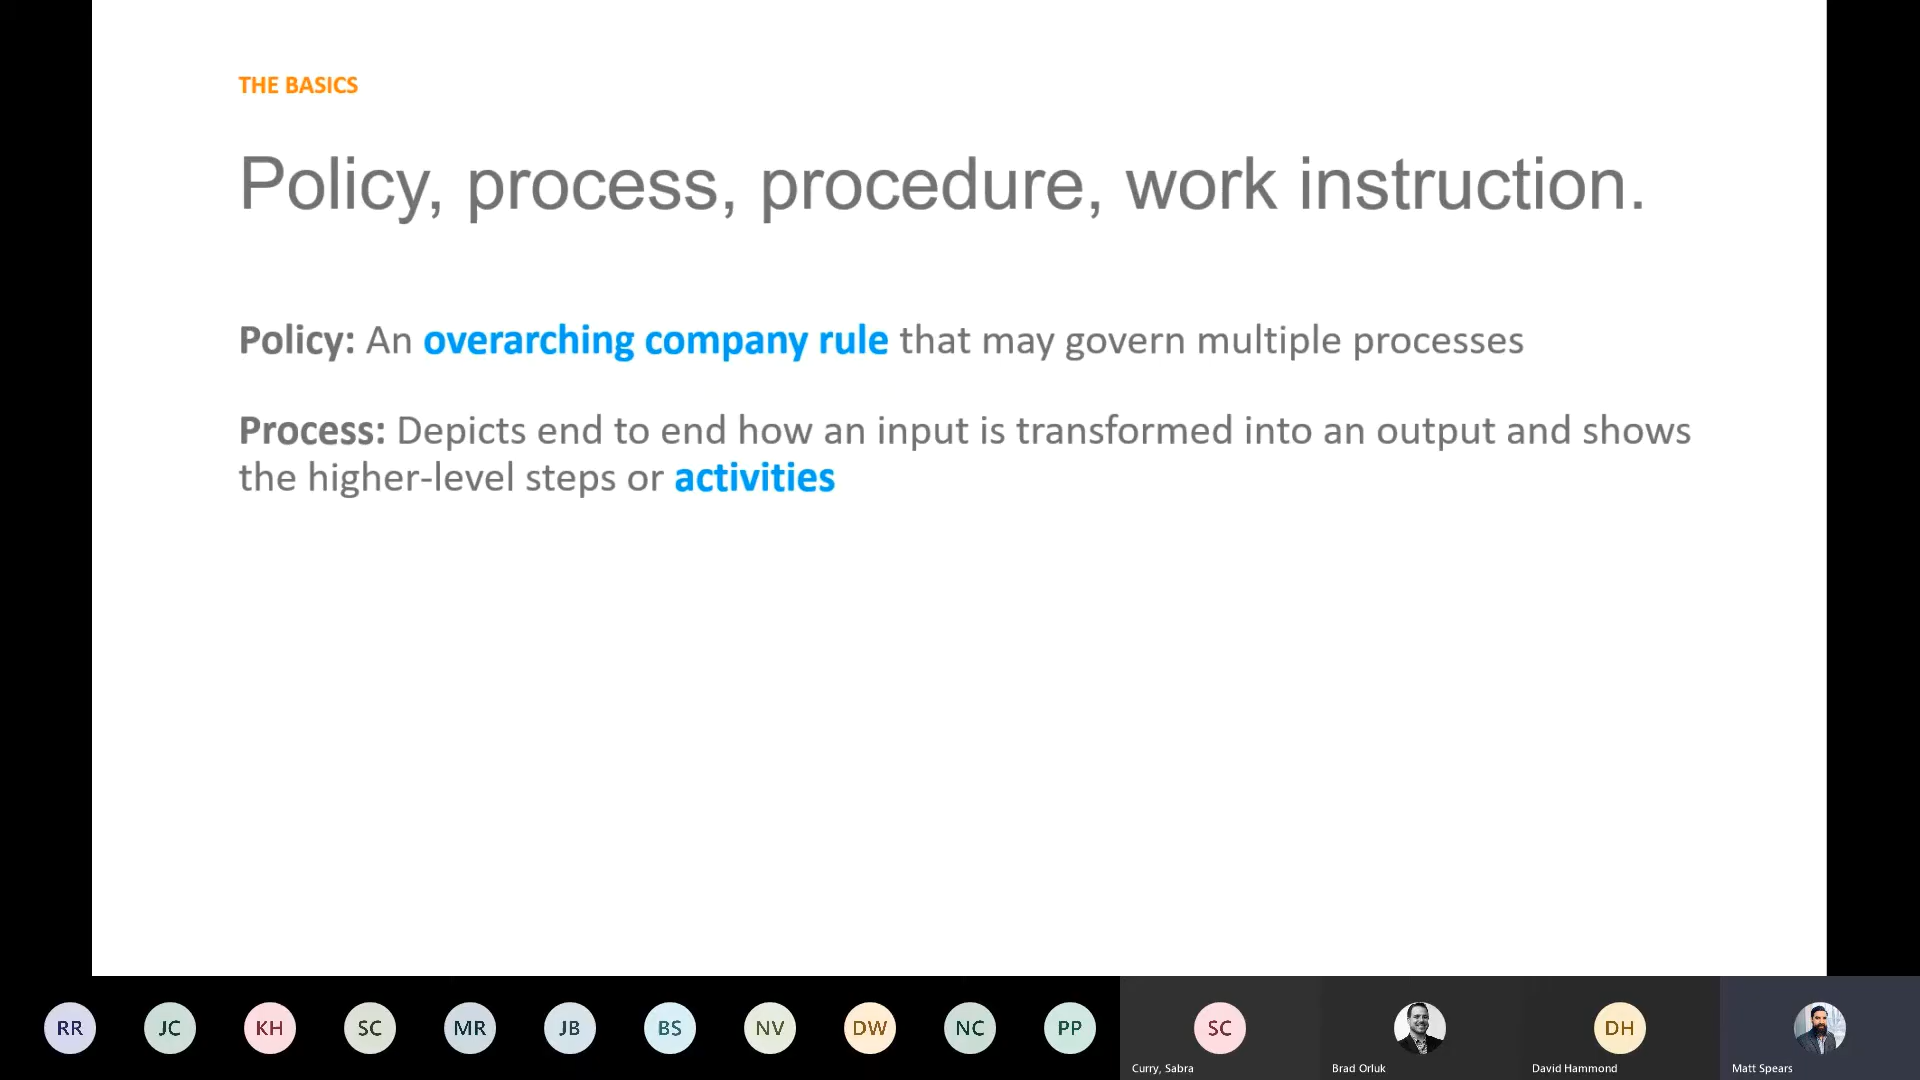 THE BASICS
Policy, process, procedure, work instruction.
Policy: An overarching company rule that may govern multiple processes
Process: Depicts end to end how an input is transformed into an output and shows
the higher-level steps or activities
RR JC KH SC MR JB BS NV DW NC PP SC DH
Curry, Sabra Brad Orluk David Hammond Matt Spears